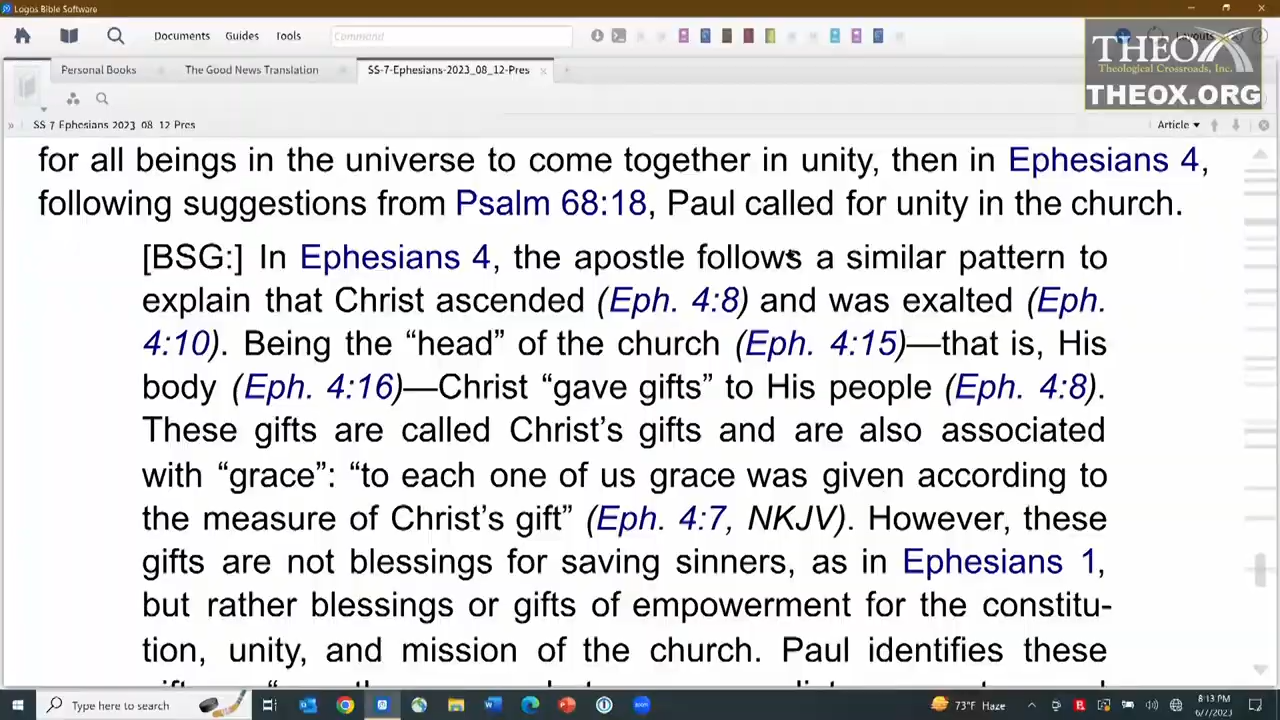 Logos Bible Software
Documents Guides Tools Command Layouts
THEOX
Theological Crossroads, Inc.
THEOX.ORG
Personal Books The Good News Translation SS-7-Ephesians-2023_08_12-Pres
» SS-7-Ephesians-2023_08_12-Pres Article
for all beings in the universe to come together in unity, then in Ephesians 4,
following suggestions from Psalm 68:18, Paul called for unity in the church.
[BSG:] In Ephesians 4, the apostle follows a similar pattern to
explain that Christ ascended (Eph. 4:8) and was exalted (Eph.
4:10). Being the “head” of the church (Eph. 4:15)—that is, His
body (Eph. 4:16)—Christ “gave gifts” to His people (Eph. 4:8).
These gifts are called Christ’s gifts and are also associated
with “grace”: “to each one of us grace was given according to
the measure of Christ’s gift” (Eph. 4:7, NKJV). However, these
gifts are not blessings for saving sinners, as in Ephesians 1,
but rather blessings or gifts of empowerment for the constitu-
tion, unity, and mission of the church. Paul identifies these
Type here to search 73°F Haze 8:13 PM
6/7/2023